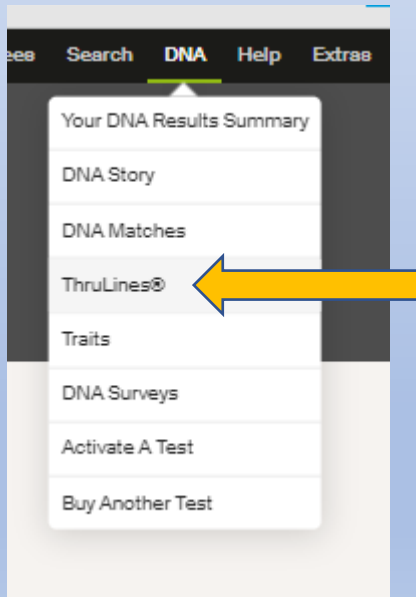 ees Search DNA Help Extras
Your DNA Results Summary
DNA Story
DNA Matches
ThruLines®
Traits
DNA Surveys
Activate A Test
Buy Another Test